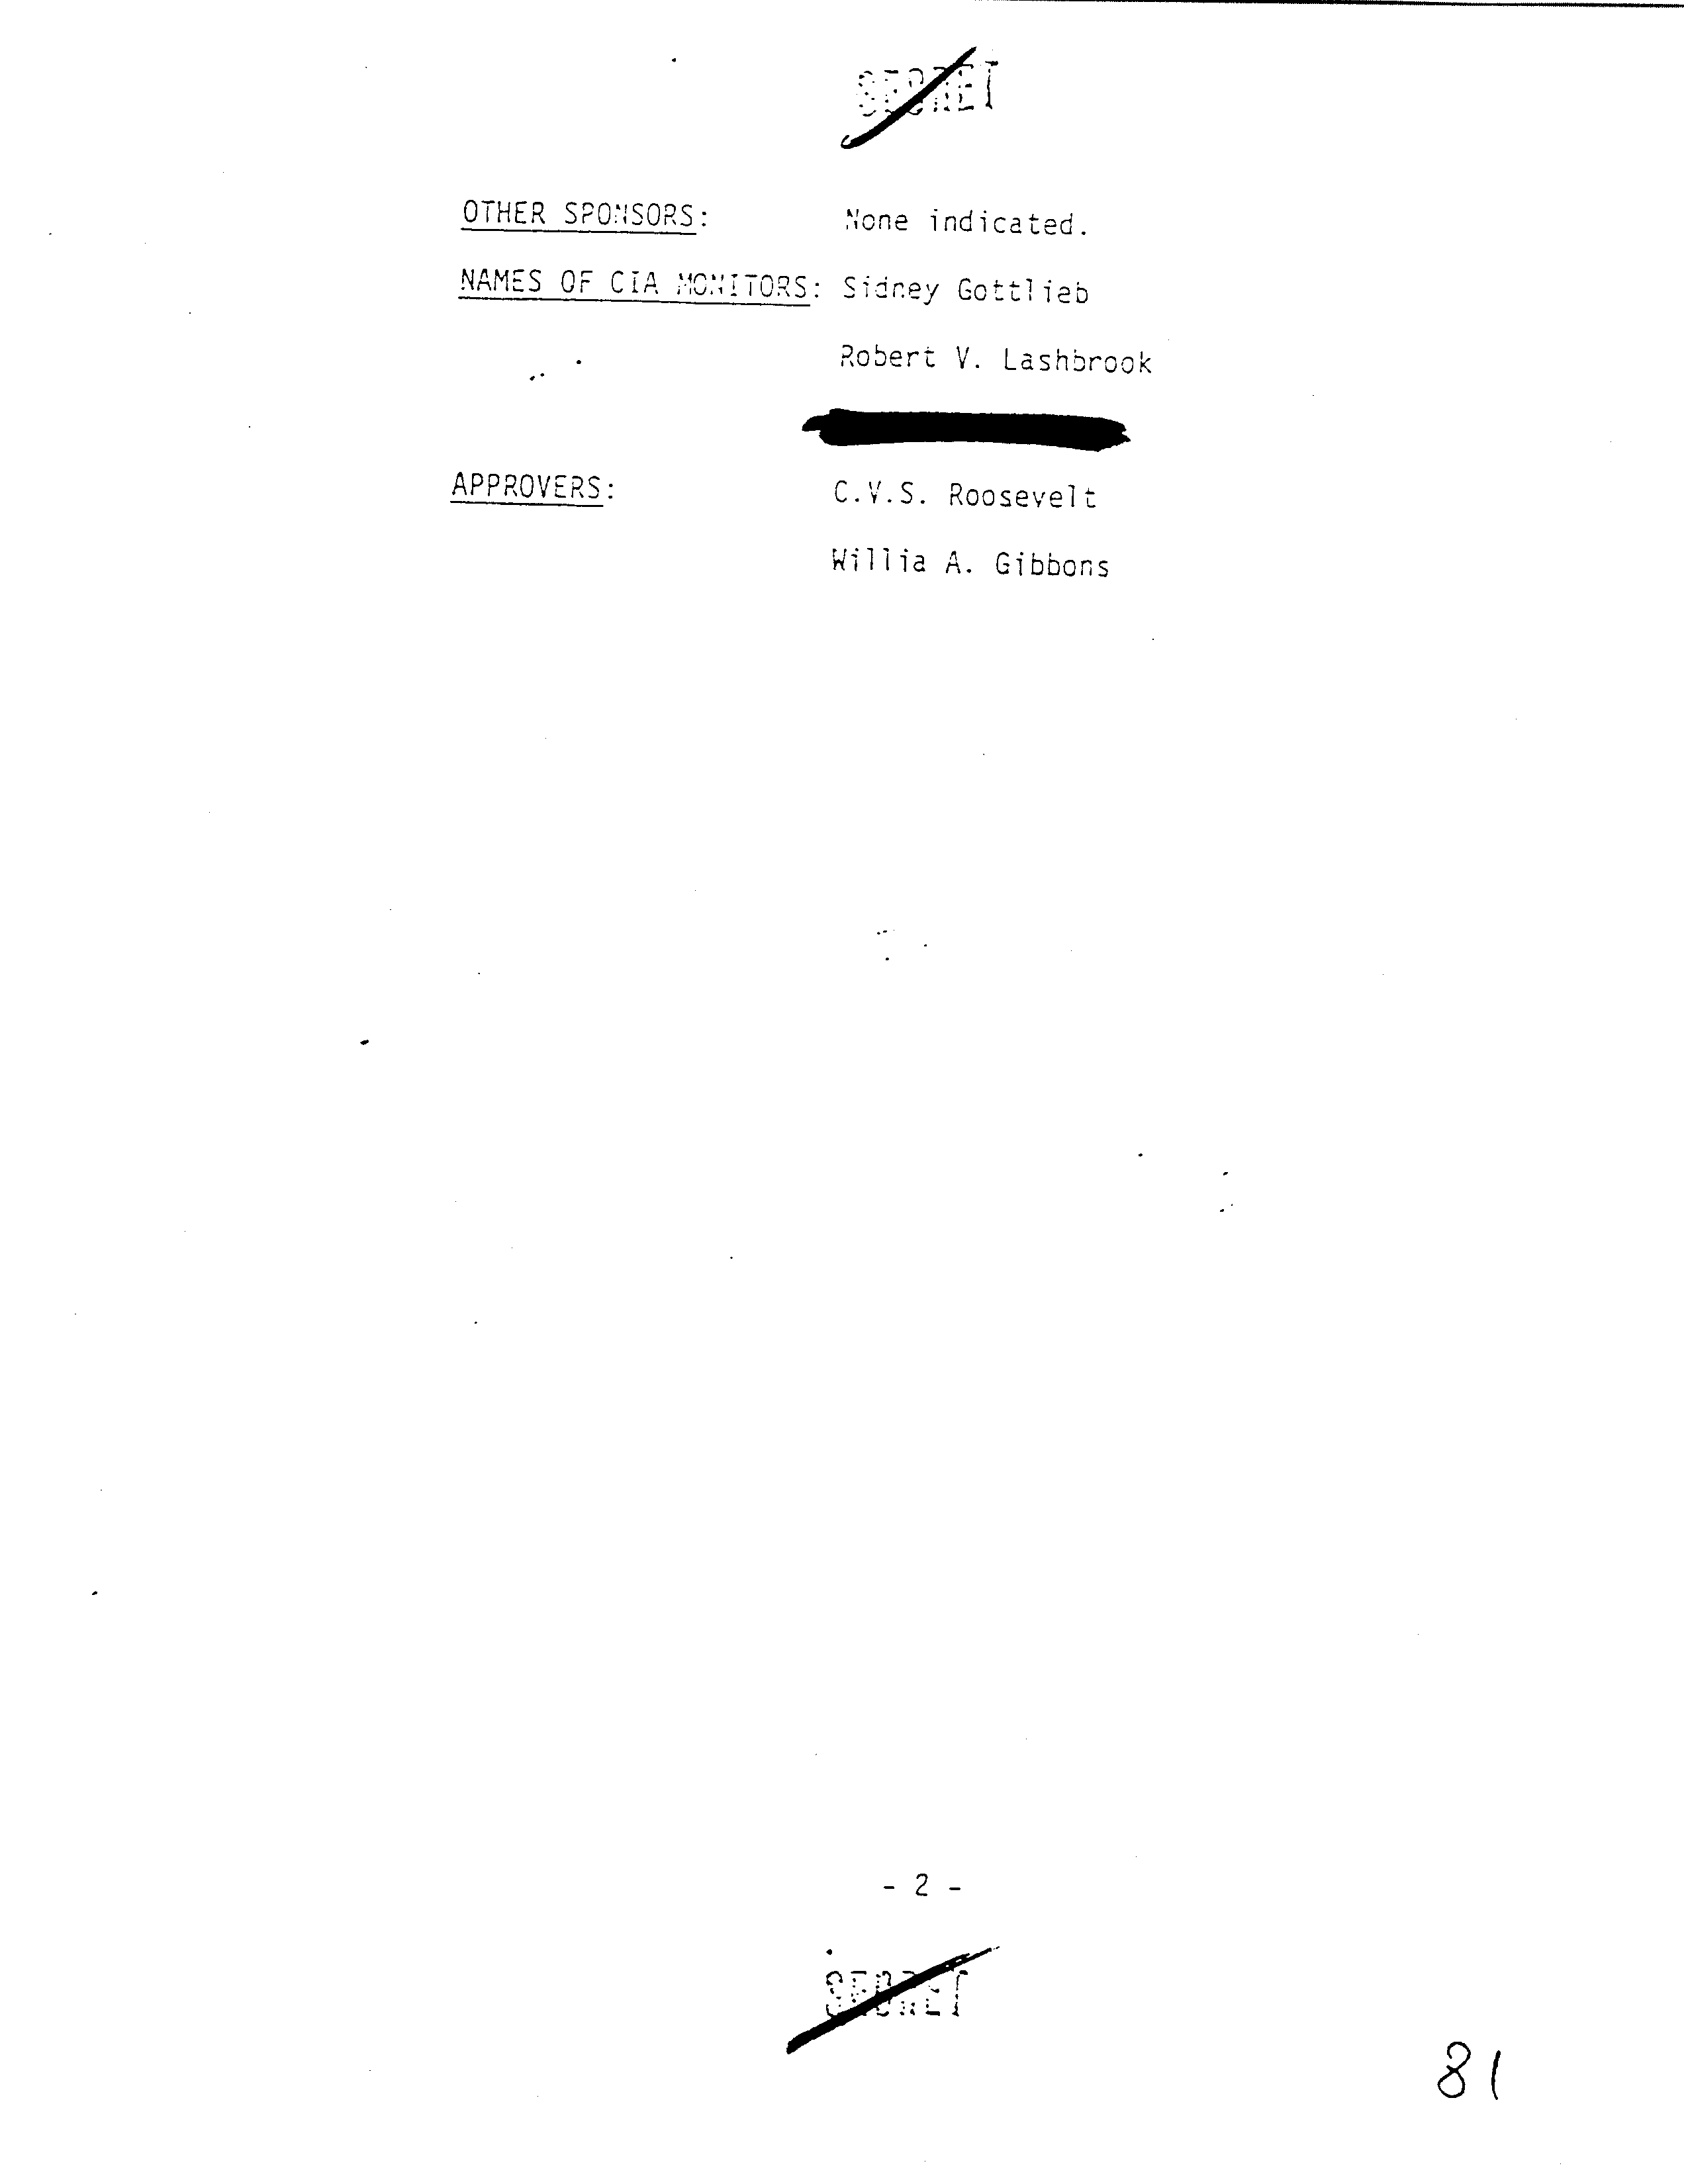 SECRET
OTHER SPONSORS: None indicated.
NAMES OF CIA MONITORS: Sidney Gottlieb
Robert V. Lashbrook
APPROVERS: C.V.S. Roosevelt
Willia A. Gibbons
- 2 -
SECRET
81